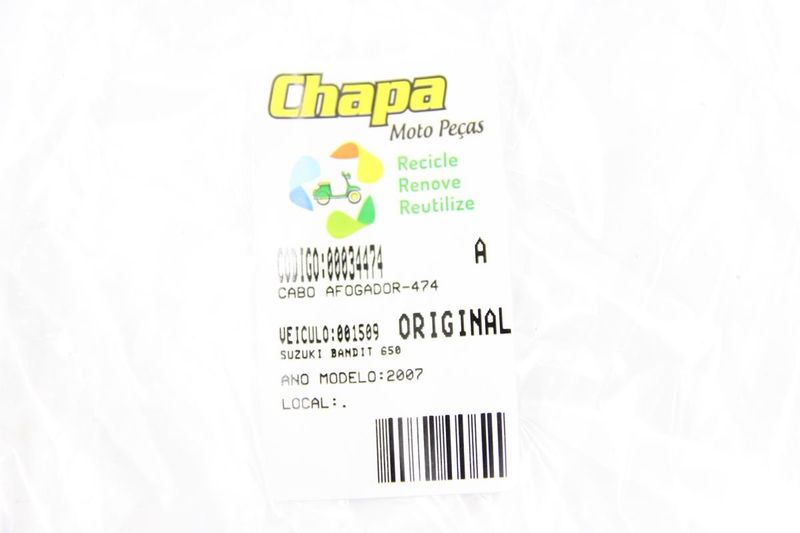 Chapa
Moto Peças
Recicle
Renove
Reutilize
CODIGO:00034474 A
CABO AFOGADOR-474
VEICULO:001509 ORIGINAL
SUZUKI BANDIT 650
ANO MODELO:2007
LOCAL:.